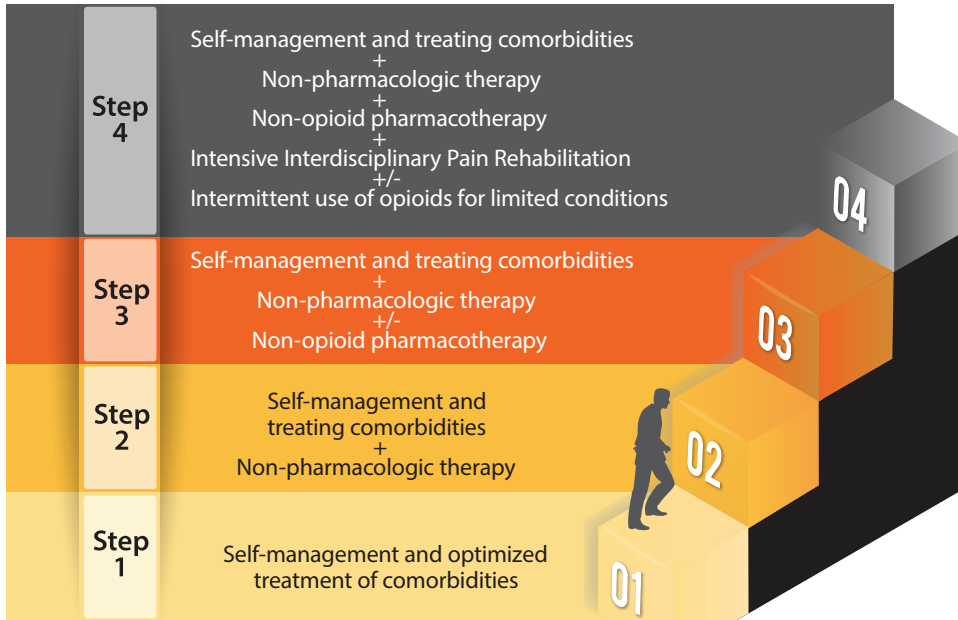 Step
4
Self-management and treating comorbidities
+
Non-pharmacologic therapy
+
Non-opioid pharmacotherapy
+
Intensive Interdisciplinary Pain Rehabilitation
+/-
Intermittent use of opioids for limited conditions
04
Step
3
Self-management and treating comorbidities
+
Non-pharmacologic therapy
+/-
Non-opioid pharmacotherapy
03
Step
2
Self-management and
treating comorbidities
+
Non-pharmacologic therapy
02
Step
1
Self-management and optimized
treatment of comorbidities
01